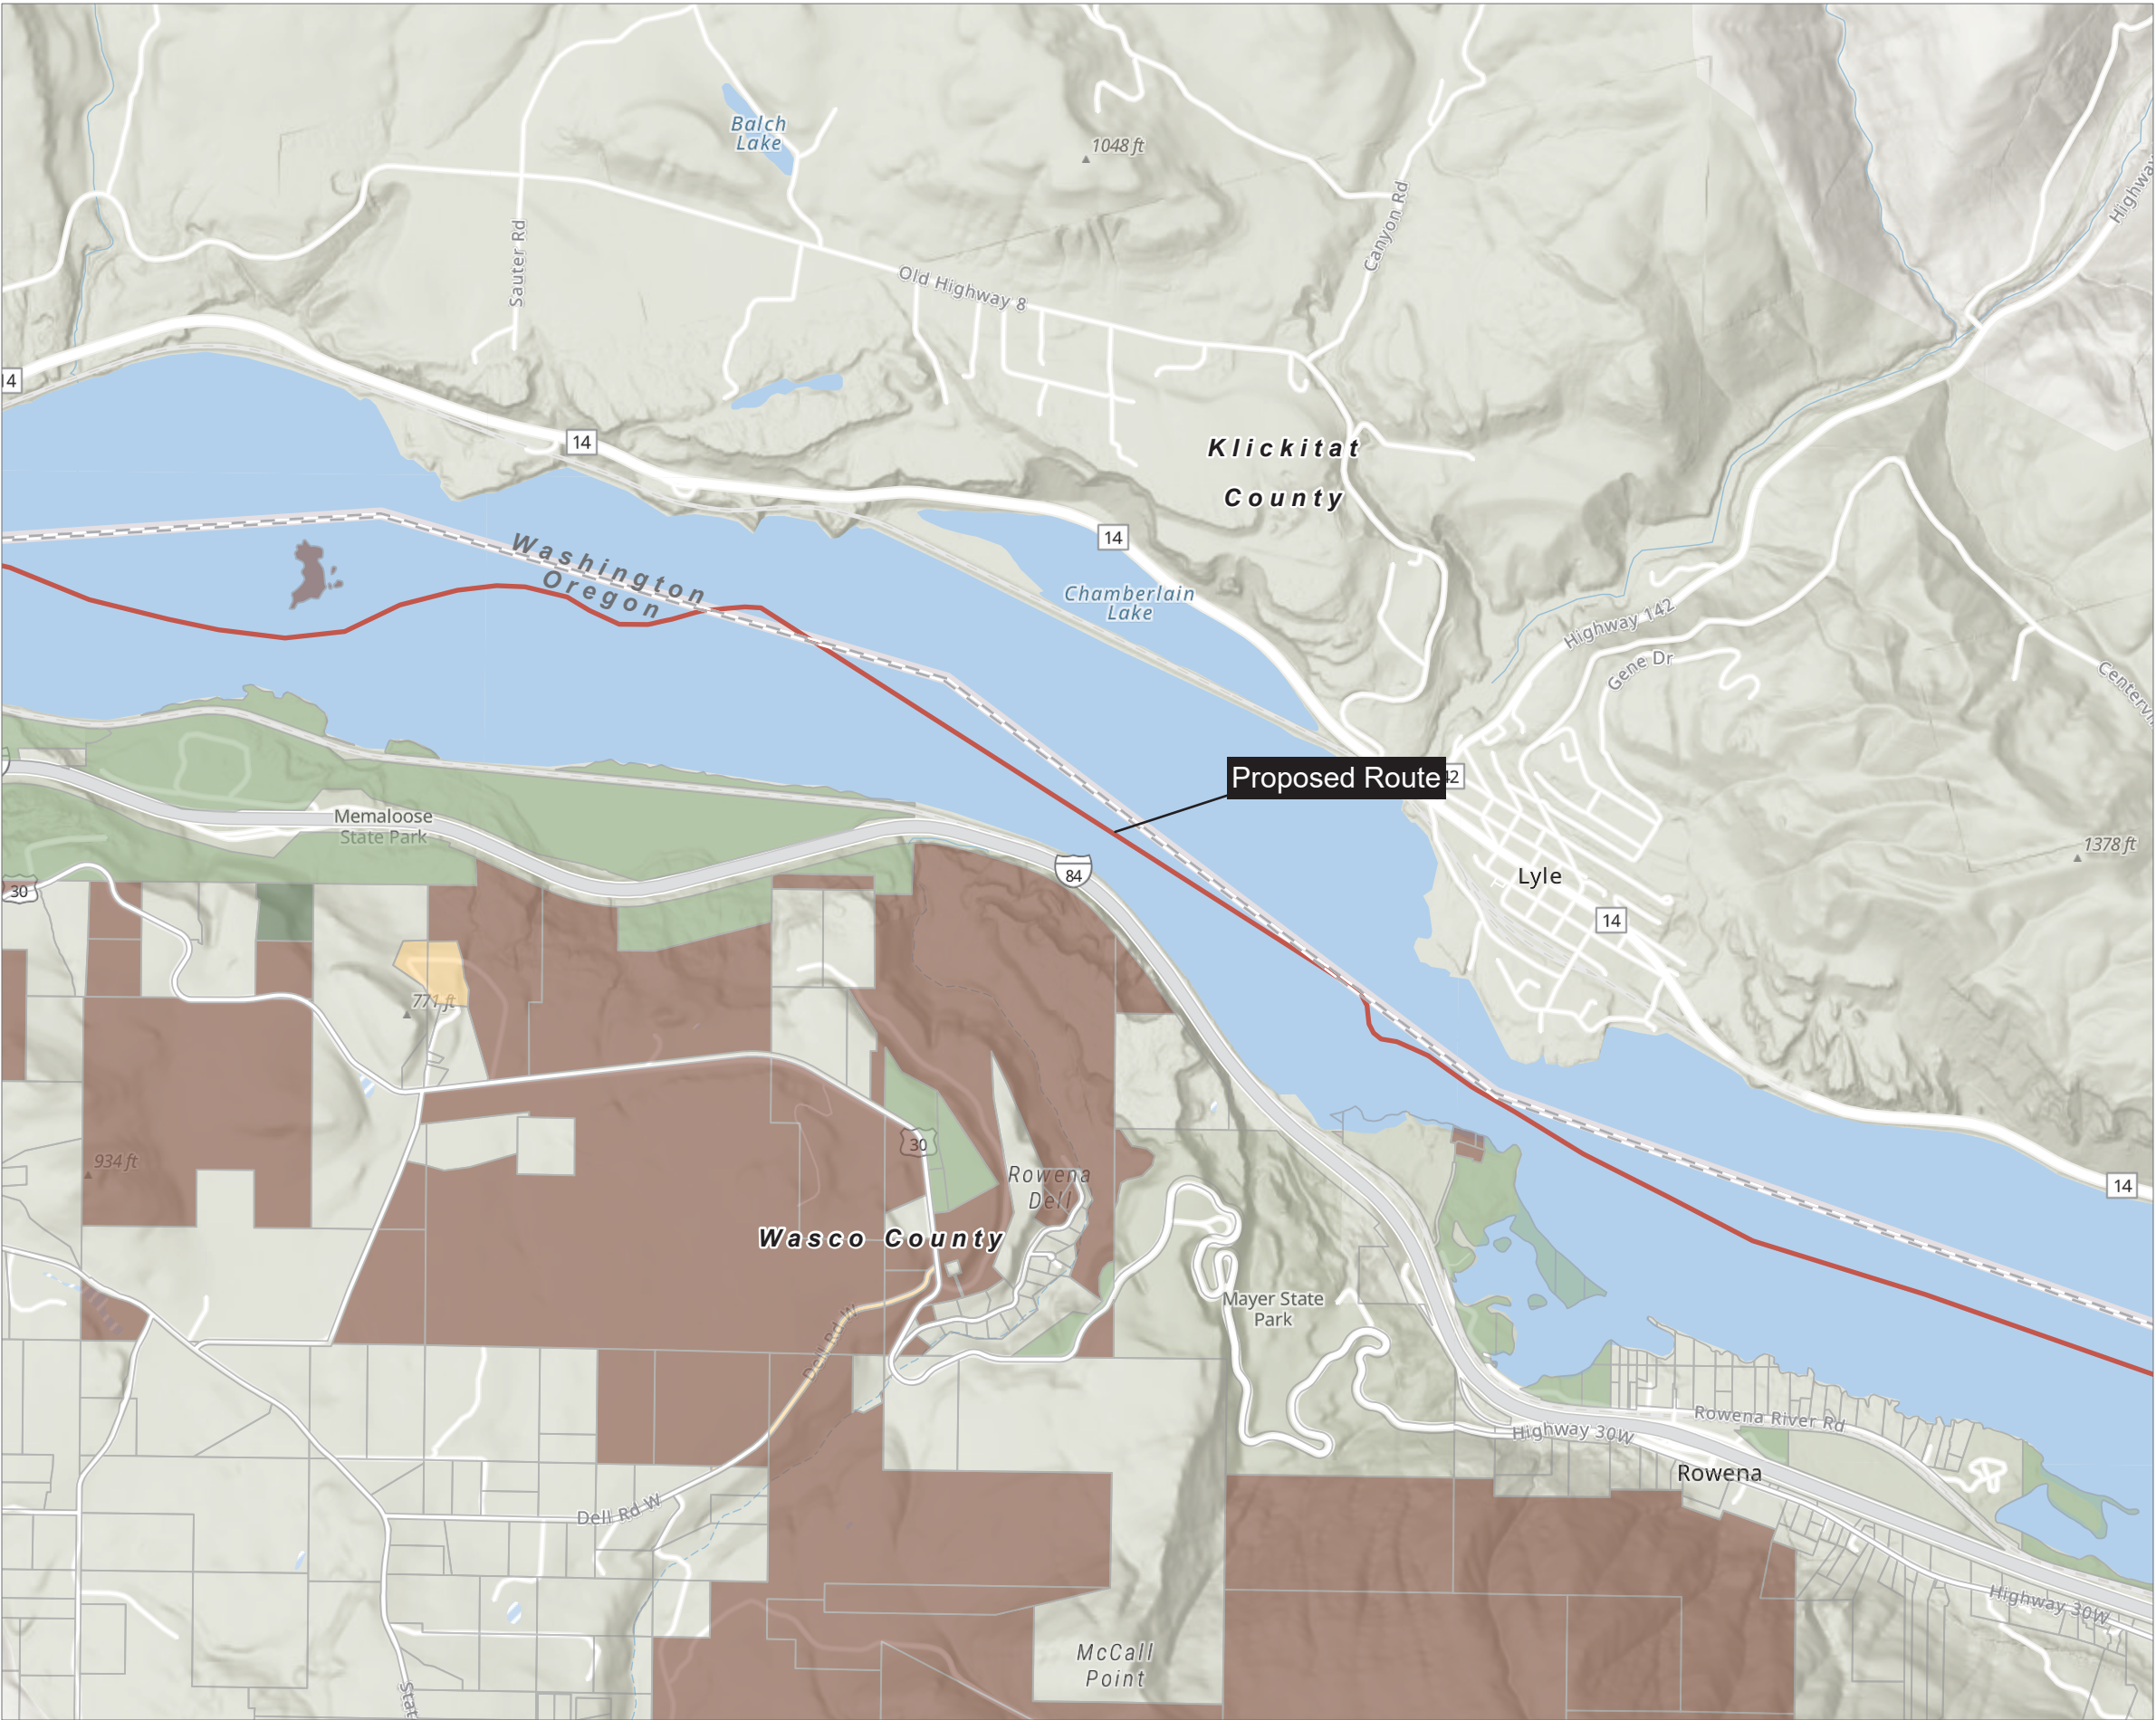 Balch
Lake
1048 ft
Canyon Rd
Sauter Rd
Old Highway 8
Highway
14
14
Klickitat
County
14
Washington
Oregon
Chamberlain
Lake
Highway 142
Gene Dr
Proposed Route
Memaloose
State Park
84
1378 ft
Lyle
30
14
771 ft
30
934 ft
Rowena
Dell
14
Wasco County
Mayer State
Park
Dell Rd W
Rowena River Rd
Highway 30W
Rowena
Dell Rd W
Highway 30W
McCall
Point